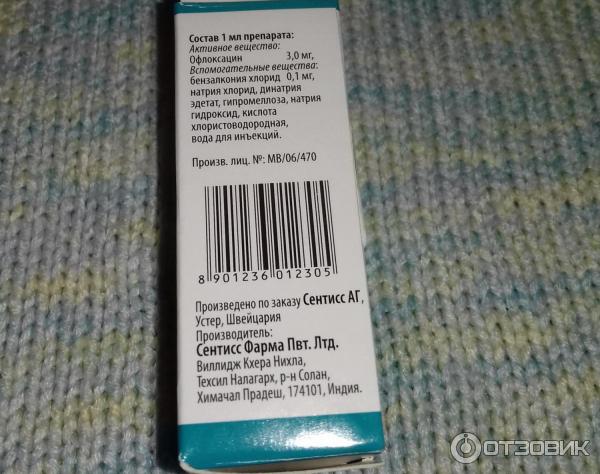 Состав 1 мл препарата:
Активное вещество:
Офлоксацин 3,0 мг,
Вспомогательные вещества:
бензалкония хлорид 0,1 мг,
натрия хлорид, динатрия
эдетат, гипромеллоза, натрия
гидроксид, кислота
хлористоводородная,
вода для инъекций.
Произв. лиц. №: MB/06/470
8 901236 012305
Произведено по заказу Сентисс АГ,
Устер, Швейцария
Производитель:
Сентисс Фарма Пвт. Лтд.
Виллидж Кхера Нихла,
Техсил Налагарх, р-н Солан,
Химачал Прадеш, 174101, Индия.
ОТЗОВИК